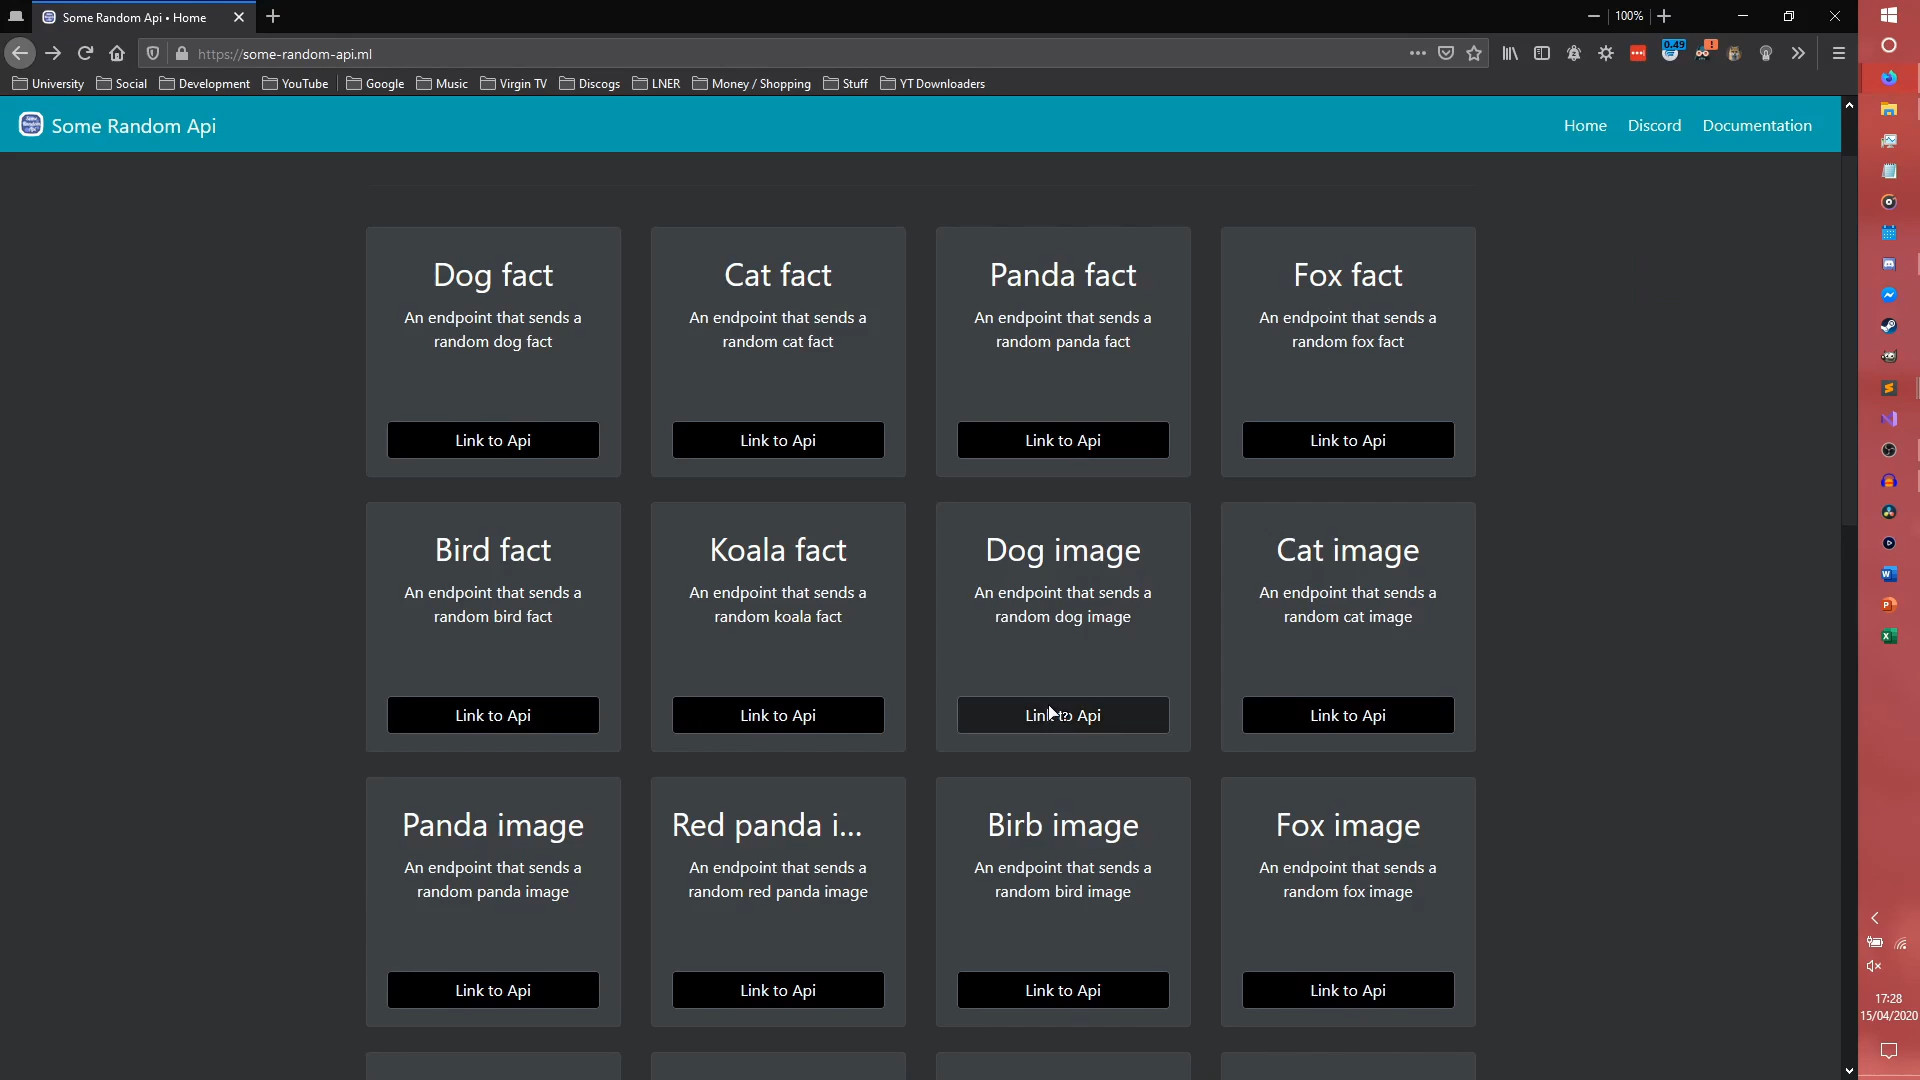 Some Random Api • Home
100%
https://some-random-api.ml
0.49
!
University
Social
Development
YouTube
Google
Music
Virgin TV
Discogs
LNER
Money / Shopping
Stuff
YT Downloaders
Some Random Api
Home
Discord
Documentation
Dog fact
An endpoint that sends a
random dog fact
Link to Api
Cat fact
An endpoint that sends a
random cat fact
Link to Api
Panda fact
An endpoint that sends a
random panda fact
Link to Api
Fox fact
An endpoint that sends a
random fox fact
Link to Api
Bird fact
An endpoint that sends a
random bird fact
Link to Api
Koala fact
An endpoint that sends a
random koala fact
Link to Api
Dog image
An endpoint that sends a
random dog image
Link to Api
Cat image
An endpoint that sends a
random cat image
Link to Api
Panda image
An endpoint that sends a
random panda image
Link to Api
Red panda i...
An endpoint that sends a
random red panda image
Link to Api
Birb image
An endpoint that sends a
random bird image
Link to Api
Fox image
An endpoint that sends a
random fox image
Link to Api
17:28
15/04/2020